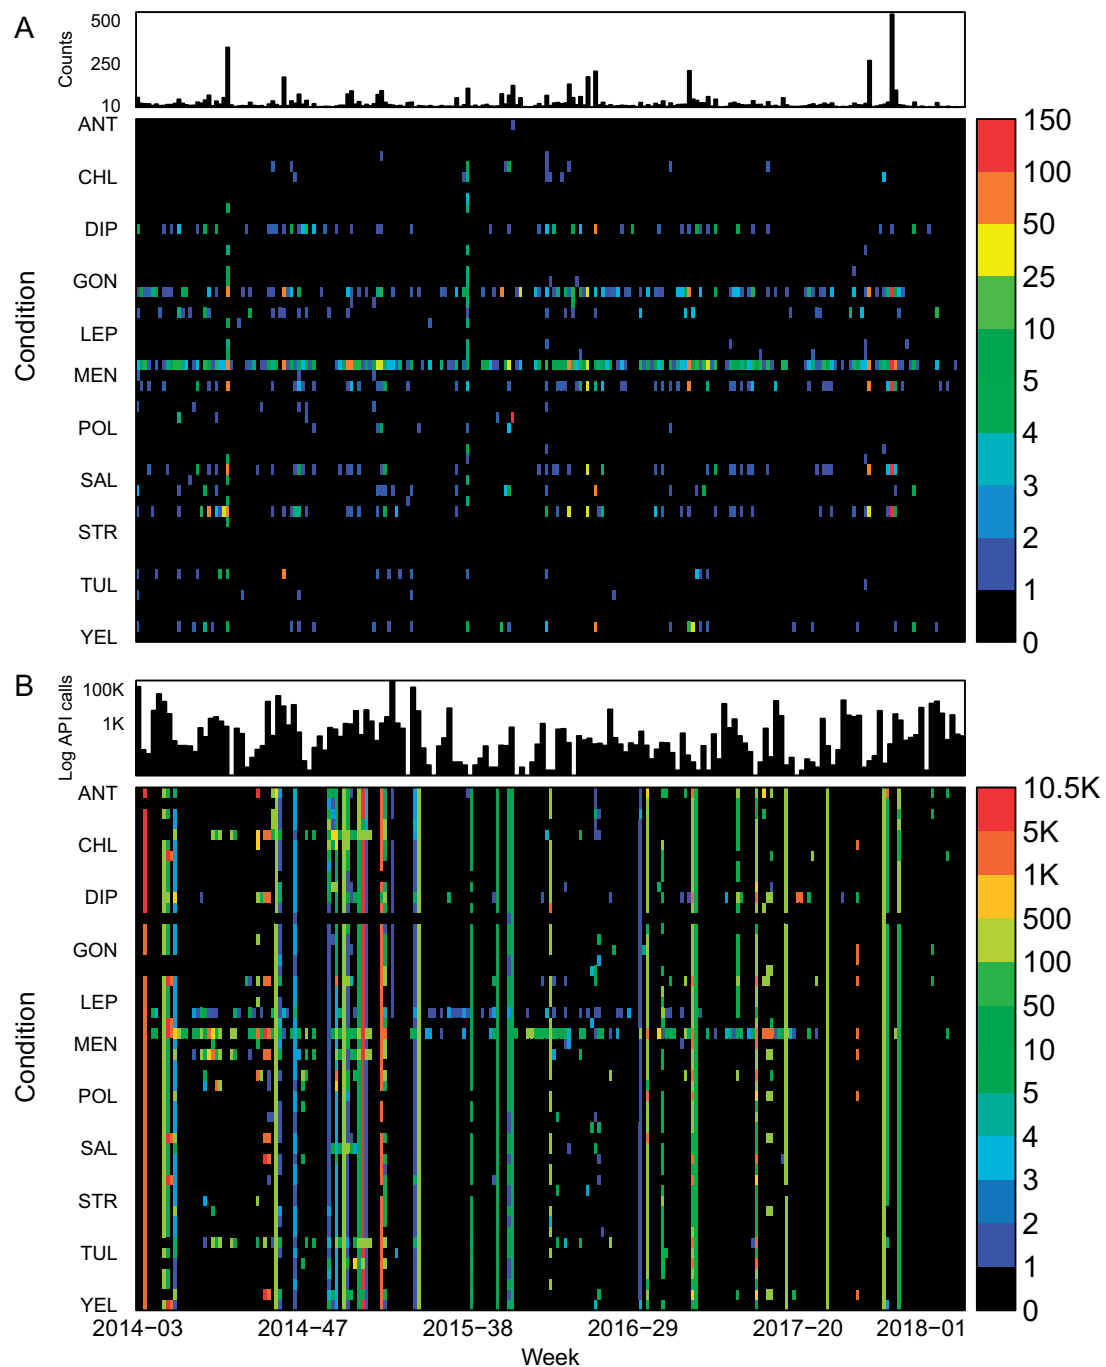 A
Counts
500
250
10
Condition
ANT
CHL
DIP
GON
LEP
MEN
POL
SAL
STR
TUL
YEL
150
100
50
25
10
5
4
3
2
1
0
B
Log API calls
100K
1K
Condition
ANT
CHL
DIP
GON
LEP
MEN
POL
SAL
STR
TUL
YEL
10.5K
5K
1K
500
100
50
10
5
4
3
2
1
0
2014−03 2014−47 2015−38 2016−29 2017−20 2018−01
Week